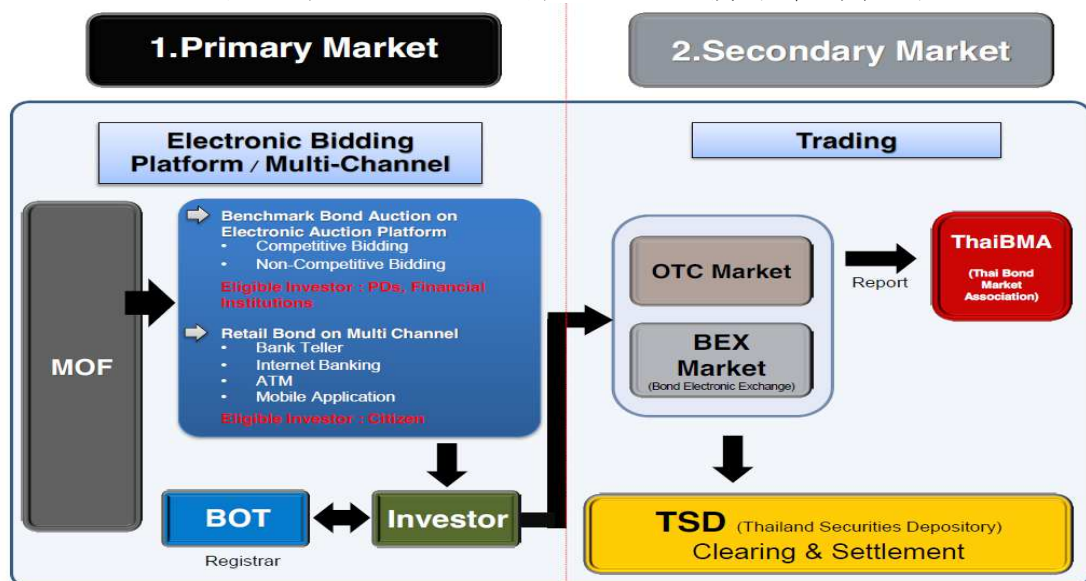 1.Primary Market
2.Secondary Market
Electronic Bidding
Platform / Multi-Channel
Trading
MOF
Benchmark Bond Auction on
Electronic Auction Platform
• Competitive Bidding
• Non-Competitive Bidding
Eligible Investor : PDs, Financial
Institutions
Retail Bond on Multi Channel
• Bank Teller
• Internet Banking
• ATM
• Mobile Application
Eligible Investor : Citizen
BOT
Registrar
Investor
OTC Market
BEX
Market
(Bond Electronic Exchange)
Report
ThaiBMA
(Thai Bond
Market
Association)
TSD (Thailand Securities Depository)
Clearing & Settlement